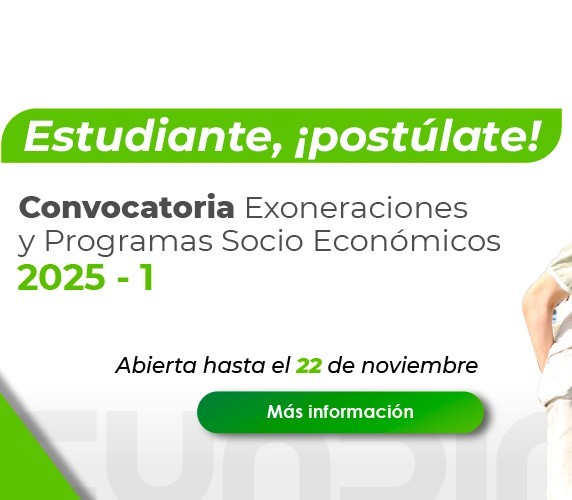 Estudiante, ¡postúlate!
Convocatoria Exoneraciones
y Programas Socio Económicos
2025 - 1
Abierta hasta el 22 de noviembre
Más información